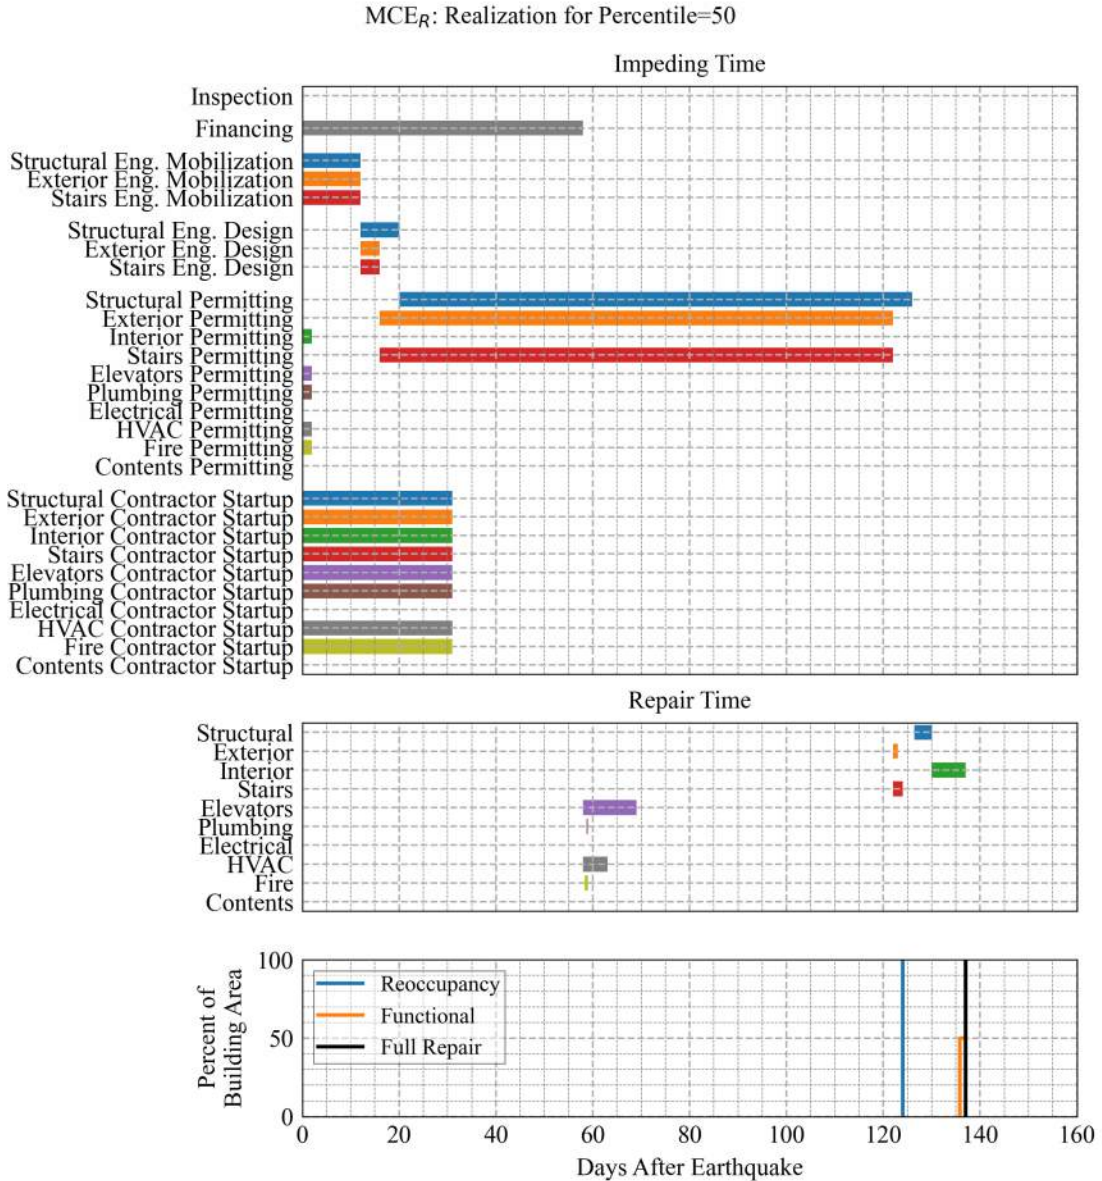 MCE_R: Realization for Percentile=50
Impeding Time
Inspection
Financing
Structural Eng. Mobilization
Exterior Eng. Mobilization
Stairs Eng. Mobilization
Structural Eng. Design
Exterior Eng. Design
Stairs Eng. Design
Structural Permitting
Exterior Permitting
Interior Permitting
Stairs Permitting
Elevators Permitting
Plumbing Permitting
Electrical Permitting
HVAC Permitting
Fire Permitting
Contents Permitting
Structural Contractor Startup
Exterior Contractor Startup
Interior Contractor Startup
Stairs Contractor Startup
Elevators Contractor Startup
Plumbing Contractor Startup
Electrical Contractor Startup
HVAC Contractor Startup
Fire Contractor Startup
Contents Contractor Startup
Repair Time
Structural
Exterior
Interior
Stairs
Elevators
Plumbing
Electrical
HVAC
Fire
Contents
Percent of
Building Area
100
50
0
Reoccupancy
Functional
Full Repair
0 20 40 60 80 100 120 140 160
Days After Earthquake